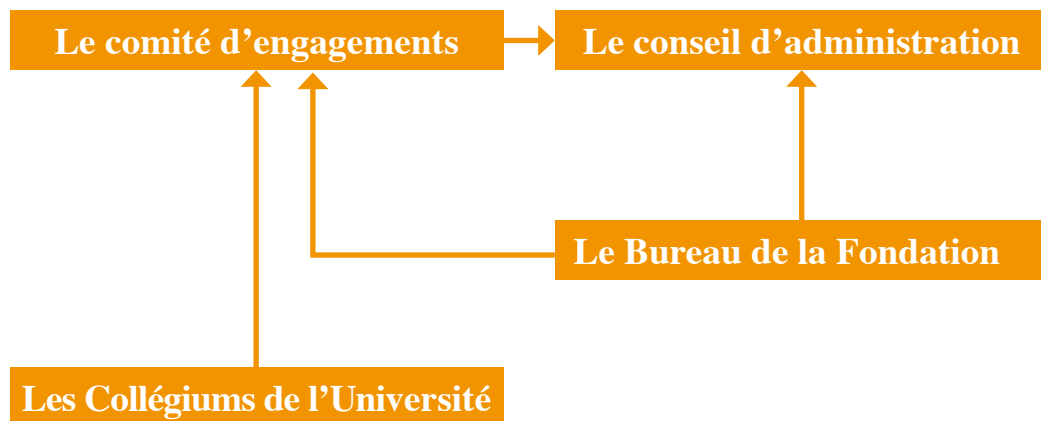 Le comité d’engagements
Le conseil d’administration
Le Bureau de la Fondation
Les Collégiums de l’Université